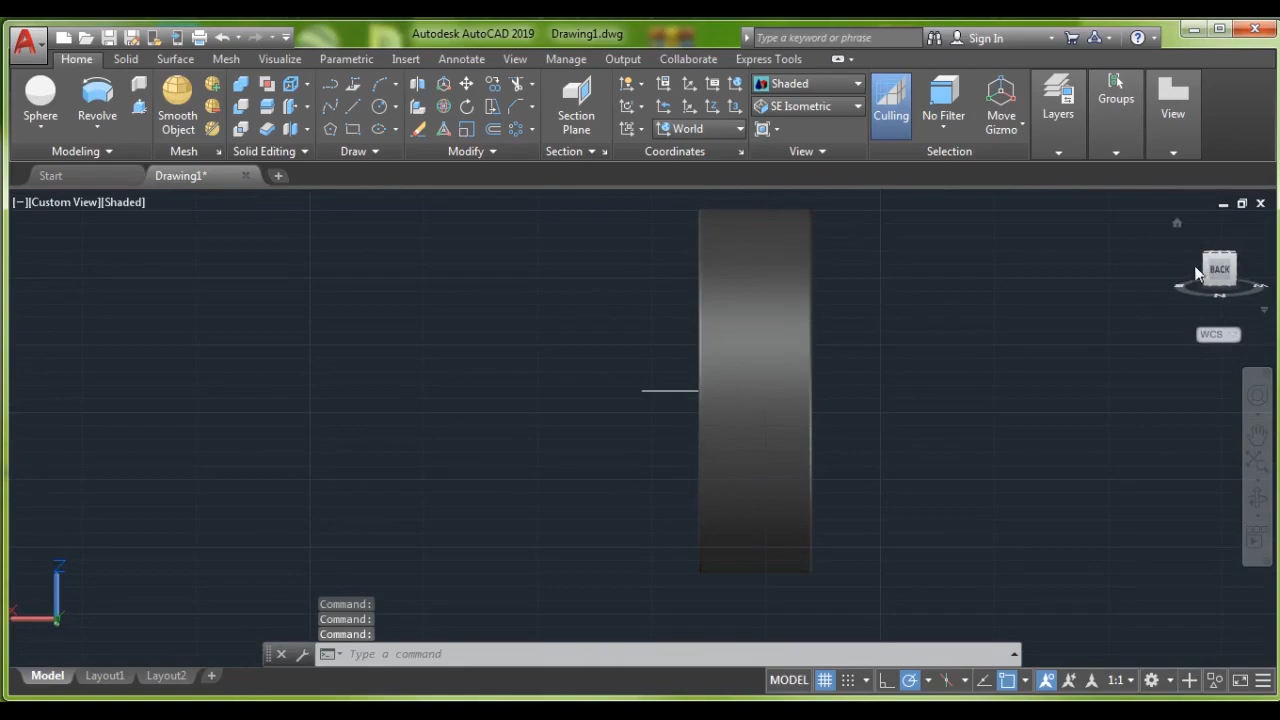 Autodesk AutoCAD 2019 Drawing1.dwg Type a keyword or phrase Sign In
Home Solid Surface Mesh Visualize Parametric Insert Annotate View Manage Output Collaborate Express Tools
Shaded
SE Isometric
World
Sphere Revolve Smooth Object Section Plane Culling No Filter Move Gizmo Layers Groups View
Modeling Mesh Solid Editing Draw Modify Section Coordinates View Selection
Start Drawing1*
[−][Custom View][Shaded]
BACK
WCS
Z
X
Command:
Command:
Command:
Type a command
Model Layout1 Layout2 MODEL 1:1